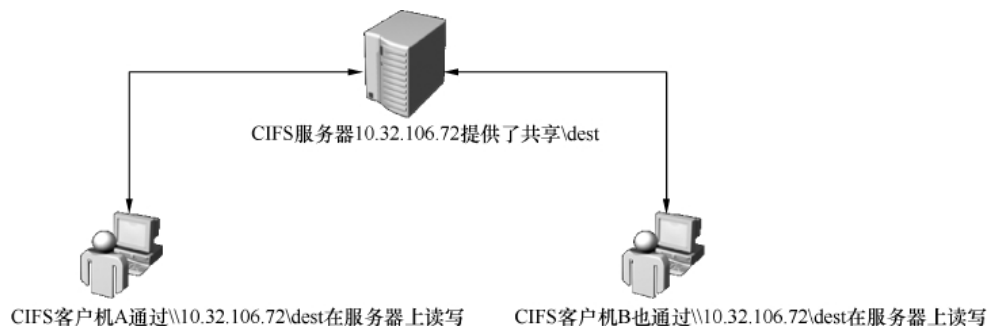 CIFS服务器10.32.106.72提供了共享\dest
CIFS客户机A通过\\10.32.106.72\dest在服务器上读写
CIFS客户机B也通过\\10.32.106.72\dest在服务器上读写